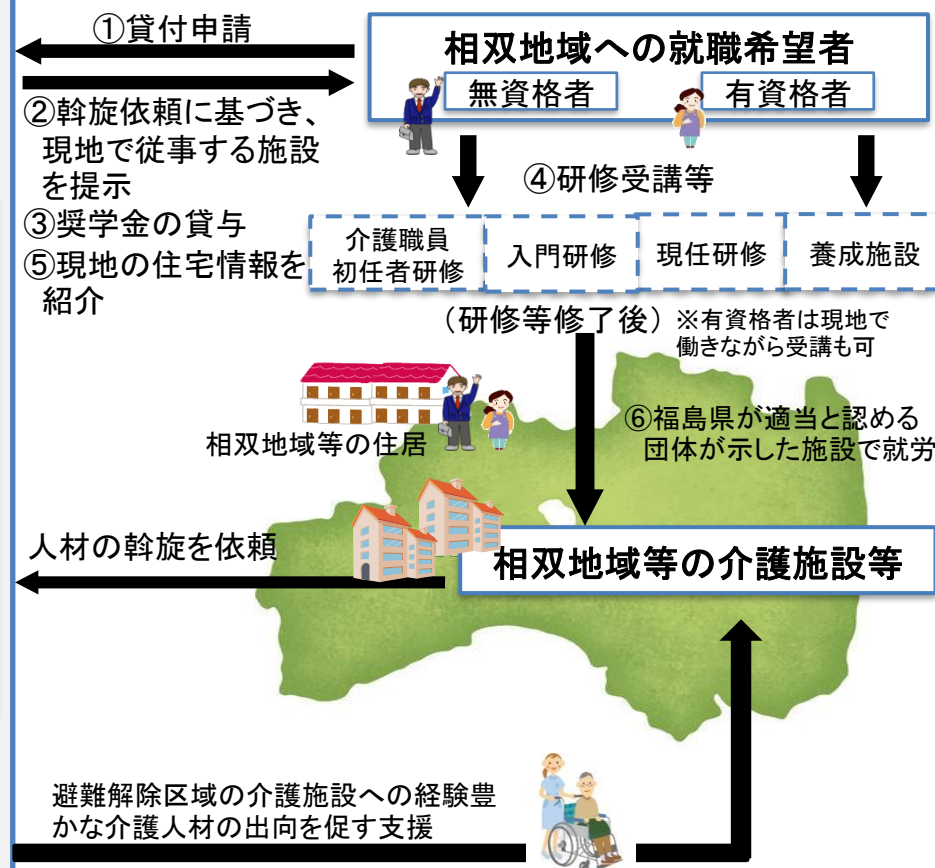 ①貸付申請
相双地域への就職希望者
無資格者
有資格者
②斡旋依頼に基づき、
現地で従事する施設
を提示
③奨学金の貸与
⑤現地の住宅情報を
紹介
④研修受講等
介護職員
初任者研修
入門研修
現任研修
養成施設
(研修等修了後)
※有資格者は現地で
働きながら受講も可
相双地域等の住居
⑥福島県が適当と認める
団体が示した施設で就労
人材の斡旋を依頼
相双地域等の介護施設等
避難解除区域の介護施設への経験豊
かな介護人材の出向を促す支援